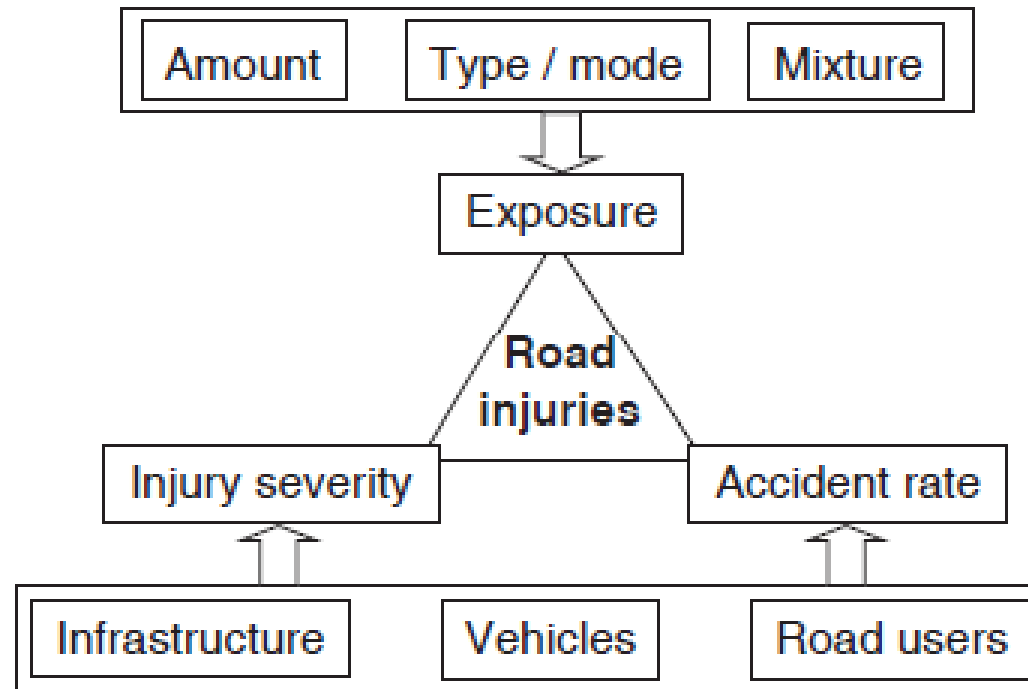 Amount Type / mode Mixture
Exposure
Road
injuries
Injury severity Accident rate
Infrastructure Vehicles Road users